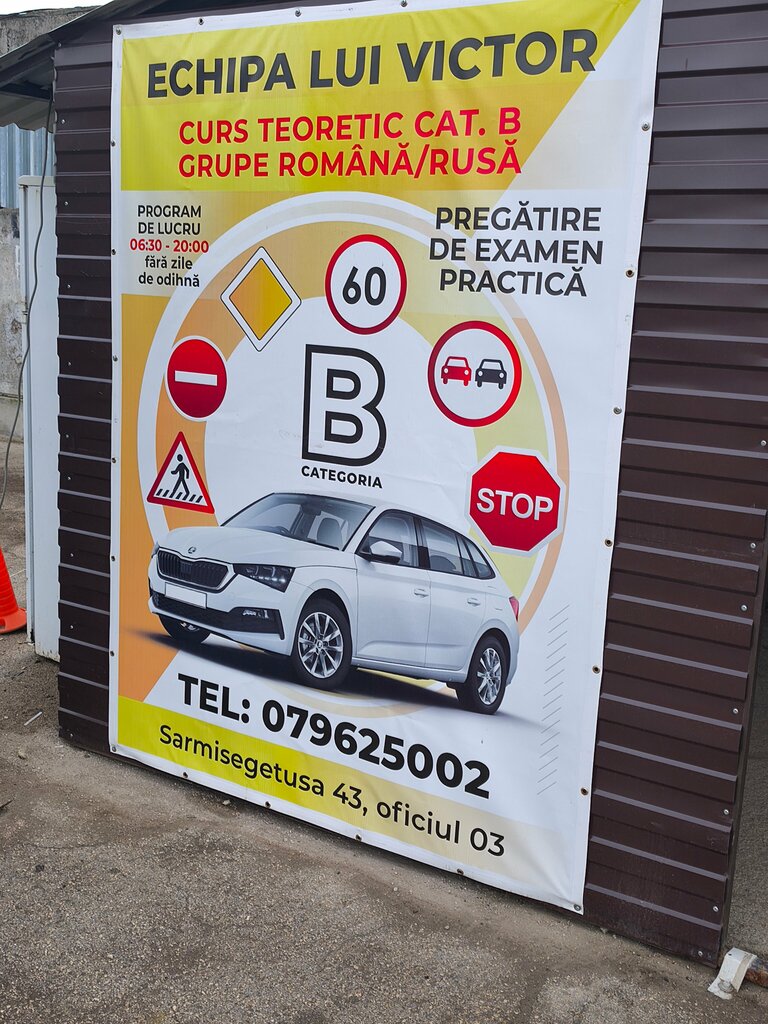 ECHIPA LUI VICTOR
CURS TEORETIC CAT. B
GRUPE ROMÂNĂ/RUSĂ
PROGRAM
DE LUCRU
06:30 - 20:00
fără zile
de odihnă
PREGĂTIRE
DE EXAMEN
PRACTICĂ
60
B
CATEGORIA
STOP
TEL: 079625002
Sarmisegetusa 43, oficiul 03